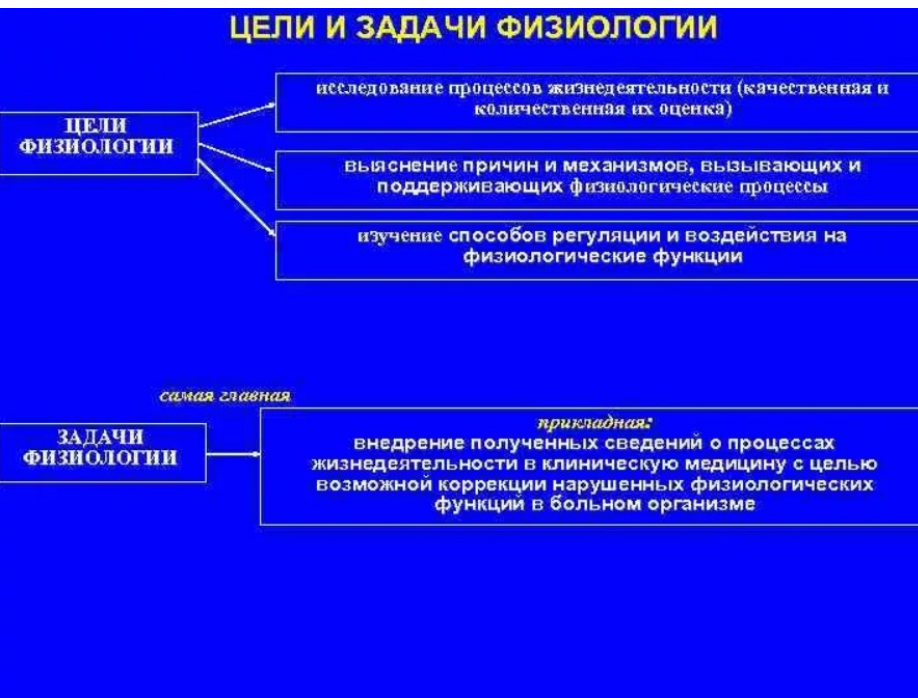 ЦЕЛИ И ЗАДАЧИ ФИЗИОЛОГИИ
ЦЕЛИ
ФИЗИОЛОГИИ
исследование процессов жизнедеятельности (качественная и
количественная их оценка)
выяснение причин и механизмов, вызывающих и
поддерживающих физиологические процессы
изучение способов регуляции и воздействия на
физиологические функции
самая главная
ЗАДАЧИ
ФИЗИОЛОГИИ
прикладная:
внедрение полученных сведений о процессах
жизнедеятельности в клиническую медицину с целью
возможной коррекции нарушенных физиологических
функций в больном организме